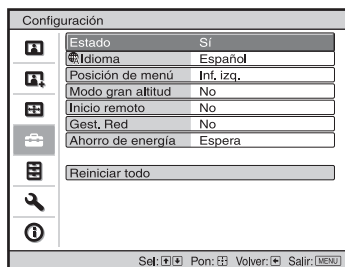 Configuración
Estado Sí
Idioma Español
Posición de menú Inf. izq.
Modo gran altitud No
Inicio remoto No
Gest. Red No
Ahorro de energía Espera
Reiniciar todo
Sel: Pon: Volver: Salir: MENU